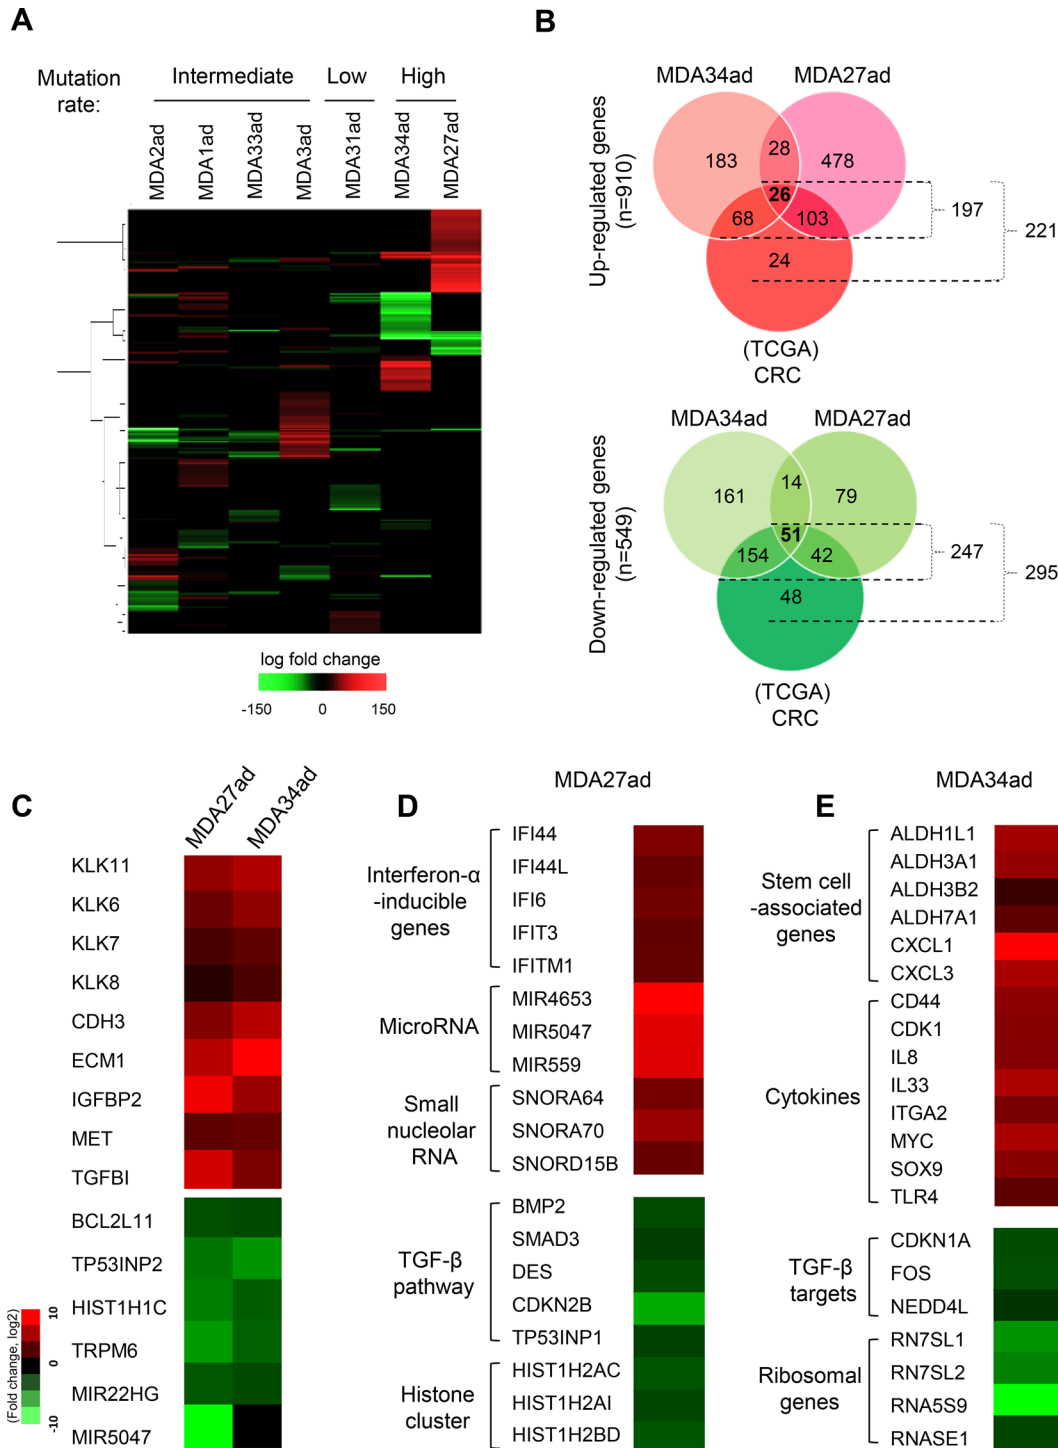 A
Mutation
rate:
Intermediate
Low
High
MDA2ad
MDA1ad
MDA33ad
MDA3ad
MDA31ad
MDA34ad
MDA27ad
log fold change
-150
0
150
B
MDA34ad
MDA27ad
Up-regulated genes
(n=910)
183
28
478
26
68
103
24
197
221
(TCGA)
CRC
MDA34ad
MDA27ad
Down-regulated genes
(n=549)
161
14
79
51
154
42
48
247
295
(TCGA)
CRC
C
MDA27ad
MDA34ad
KLK11
KLK6
KLK7
KLK8
CDH3
ECM1
IGFBP2
MET
TGFBI
BCL2L11
TP53INP2
HIST1H1C
TRPM6
MIR22HG
MIR5047
(Fold change, log2)
10
0
-10
D
MDA27ad
Interferon-α
-inducible
genes
IFI44
IFI44L
IFI6
IFIT3
IFITM1
MicroRNA
MIR4653
MIR5047
MIR559
Small
nucleolar
RNA
SNORA64
SNORA70
SNORD15B
TGF-β
pathway
BMP2
SMAD3
DES
CDKN2B
TP53INP1
Histone
cluster
HIST1H2AC
HIST1H2AI
HIST1H2BD
E
MDA34ad
Stem cell
-associated
genes
ALDH1L1
ALDH3A1
ALDH3B2
ALDH7A1
CXCL1
CXCL3
Cytokines
CD44
CDK1
IL8
IL33
ITGA2
MYC
SOX9
TLR4
TGF-β
targets
CDKN1A
FOS
NEDD4L
Ribosomal
genes
RN7SL1
RN7SL2
RNA5S9
RNASE1